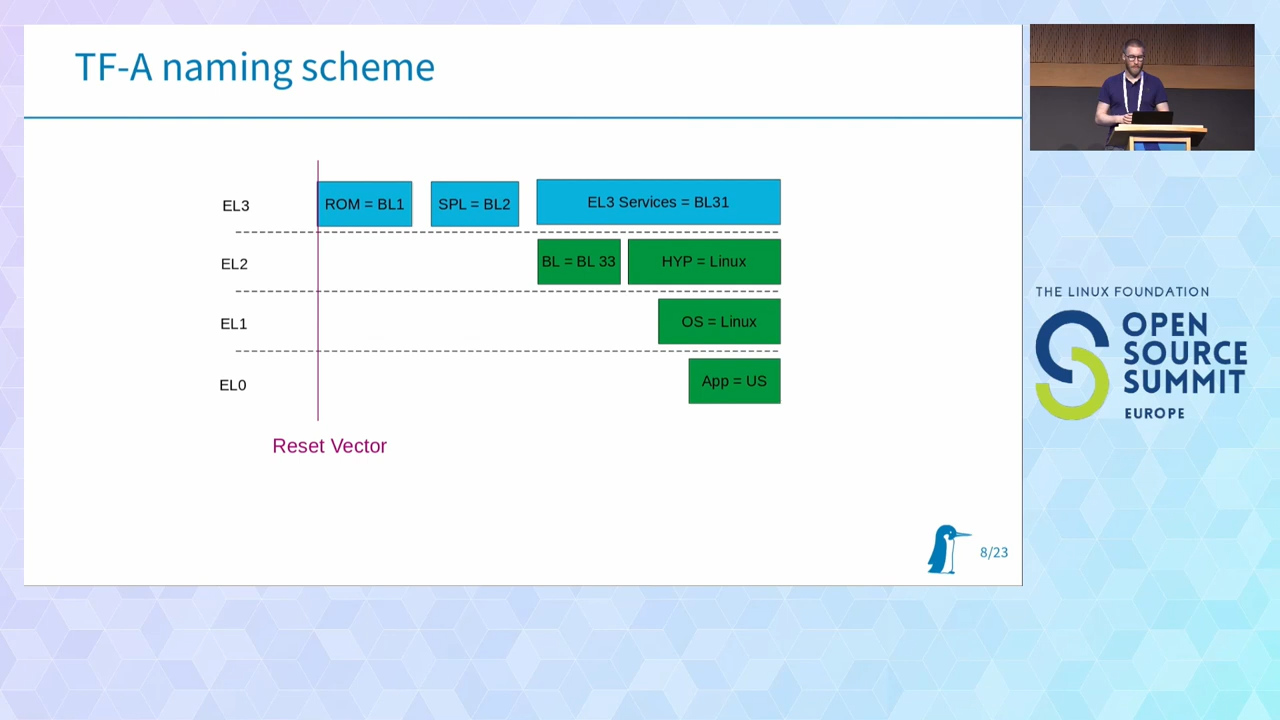 TF-A naming scheme
EL3
ROM = BL1
SPL = BL2
EL3 Services = BL31
EL2
BL = BL 33
HYP = Linux
EL1
OS = Linux
EL0
App = US
Reset Vector
8/23
THE LINUX FOUNDATION
OPEN
SOURCE
SUMMIT
EUROPE